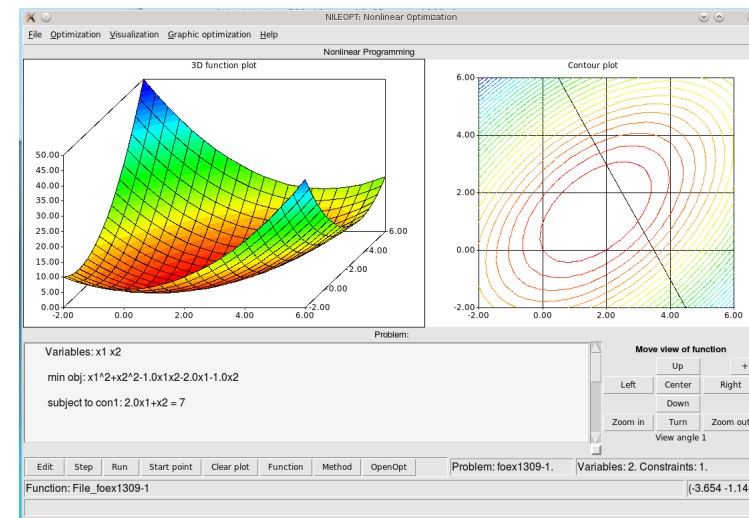 NILEOPT: Nonlinear Optimization
File Optimization Visualization Graphic optimization Help
Nonlinear Programming
3D function plot
50.00
45.00
40.00
35.00
30.00
25.00
20.00
15.00
10.00
5.00
0.00
-2.00 0.00 2.00 4.00 6.00
-2.00
0.00
2.00
4.00
6.00
Contour plot
6.00
4.00
2.00
0.00
-2.00
-2.00 0.00 2.00 4.00 6.00
Problem:
Variables: x1 x2
min obj: x1^2+x2^2-1.0x1x2-2.0x1-1.0x2
subject to con1: 2.0x1+x2 = 7
Move view of function
Up +
Left Center Right
Down
Zoom in Turn Zoom out
View angle 1
Edit Step Run Start point Clear plot Function Method OpenOpt Problem: foex1309-1. Variables: 2. Constraints: 1.
Function: File_foex1309-1 (-3.654 -1.14